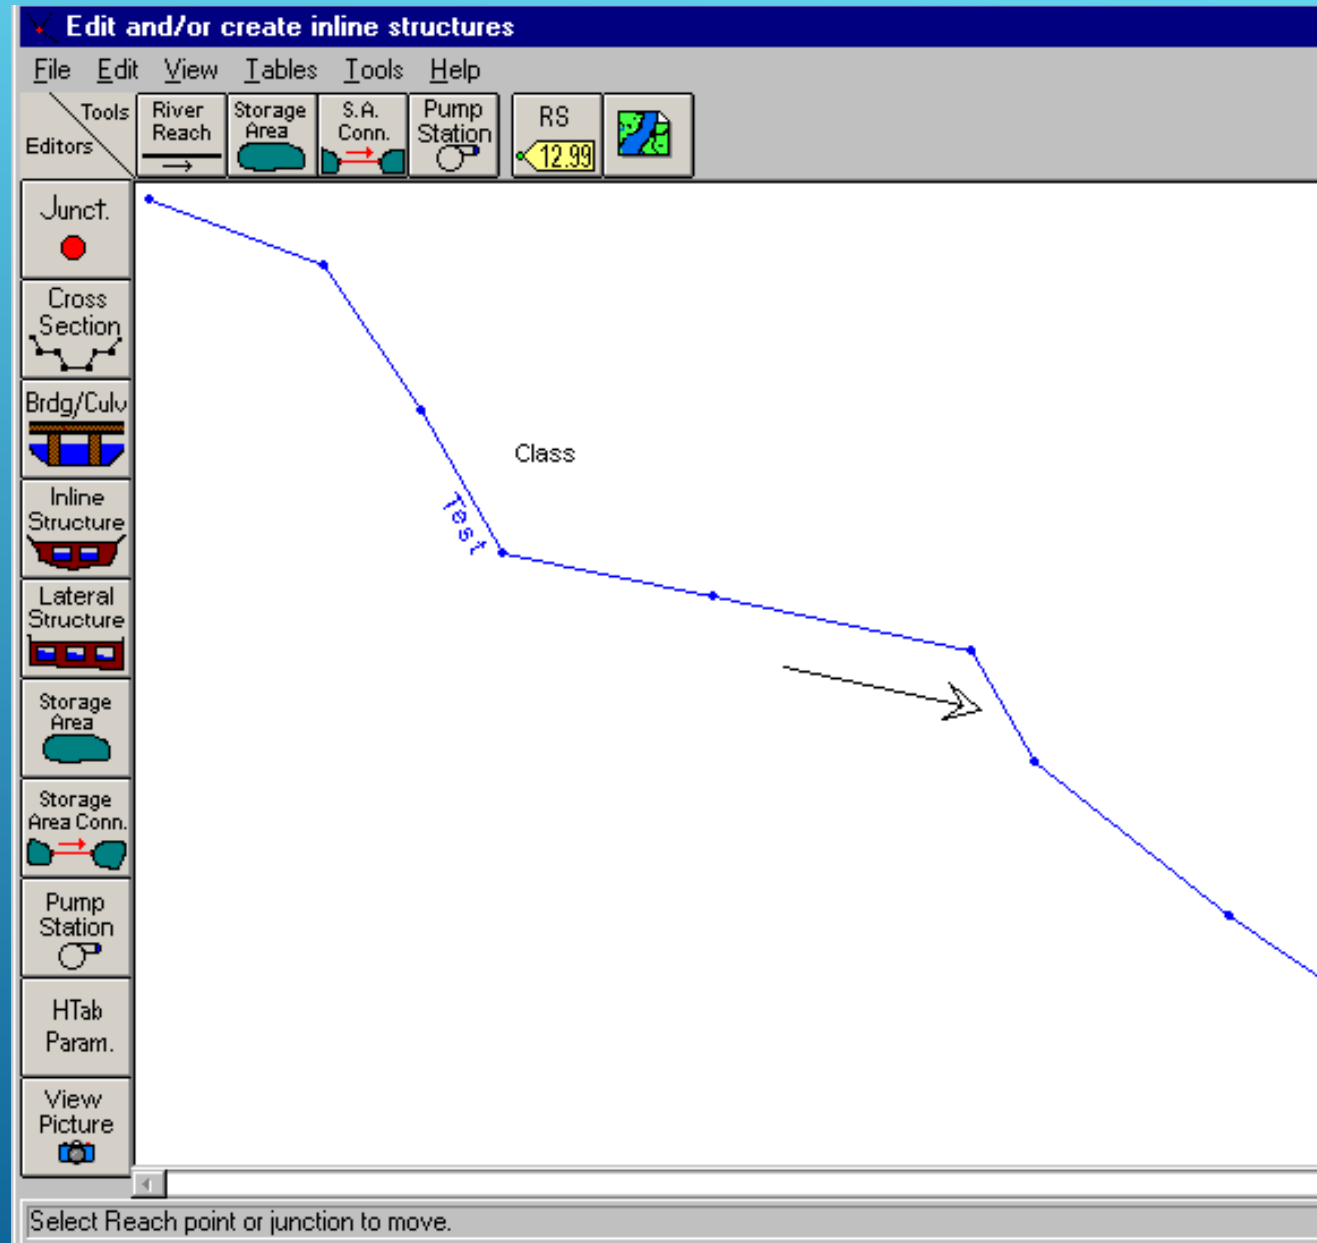 Edit and/or create inline structures
File Edit View Tables Tools Help
Tools
Editors
River
Reach
Storage
Area
S.A.
Conn.
Pump
Station
RS
12.99
Junct.
Cross
Section
Brdg/Culv
Inline
Structure
Lateral
Structure
Storage
Area
Storage
Area Conn.
Pump
Station
HTab
Param.
View
Picture
Class
Test
Select Reach point or junction to move.